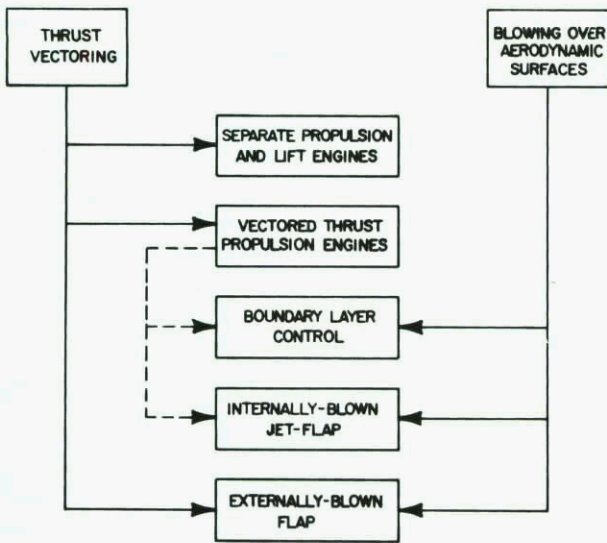 THRUST
VECTORING
BLOWING OVER
AERODYNAMIC
SURFACES
SEPARATE PROPULSION
AND LIFT ENGINES
VECTORED THRUST
PROPULSION ENGINES
BOUNDARY LAYER
CONTROL
INTERNALLY-BLOWN
JET-FLAP
EXTERNALLY-BLOWN
FLAP